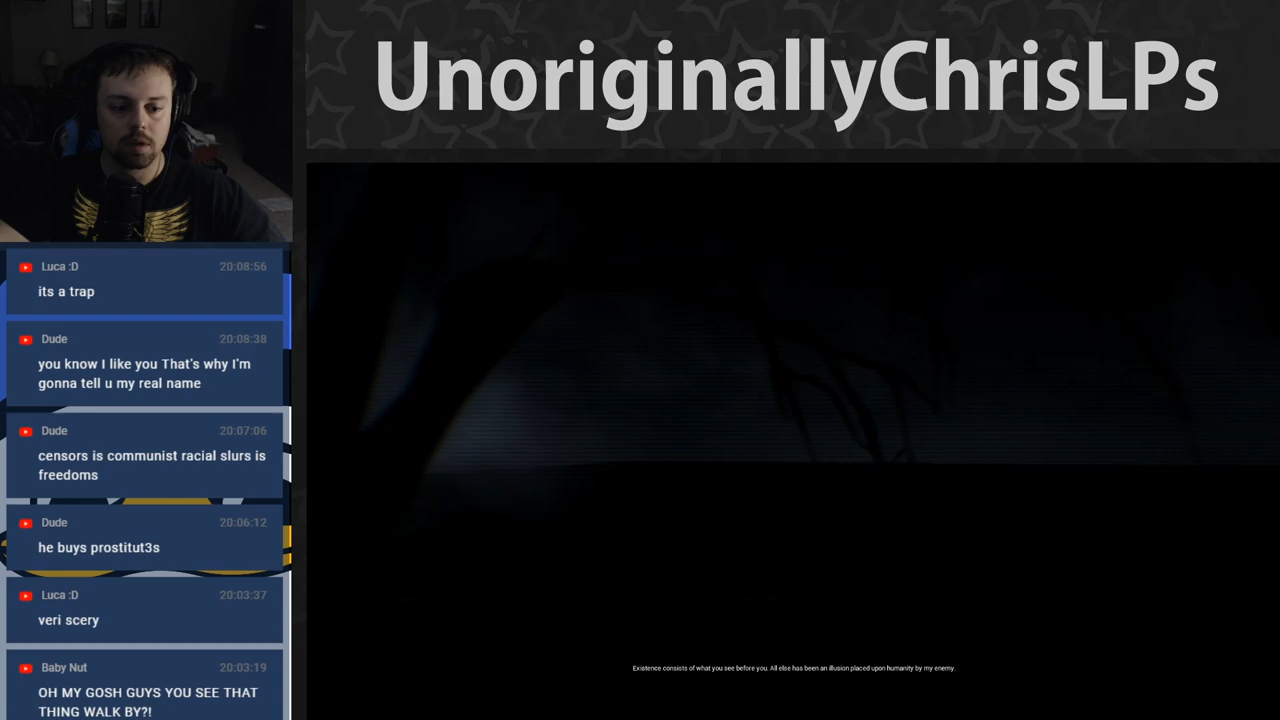 UnoriginallyChrisLPs
Luca :D 20:08:56
its a trap
Dude 20:08:38
you know I like you That's why I'm
gonna tell u my real name
Dude 20:07:06
censors is communist racial slurs is
freedoms
Dude 20:06:12
he buys prostitut3s
Luca :D 20:03:37
veri scery
Baby Nut 20:03:19
OH MY GOSH GUYS YOU SEE THAT
THING WALK BY?!
Existence consists of what you see before you. All else has been an illusion placed upon humanity by my enemy.